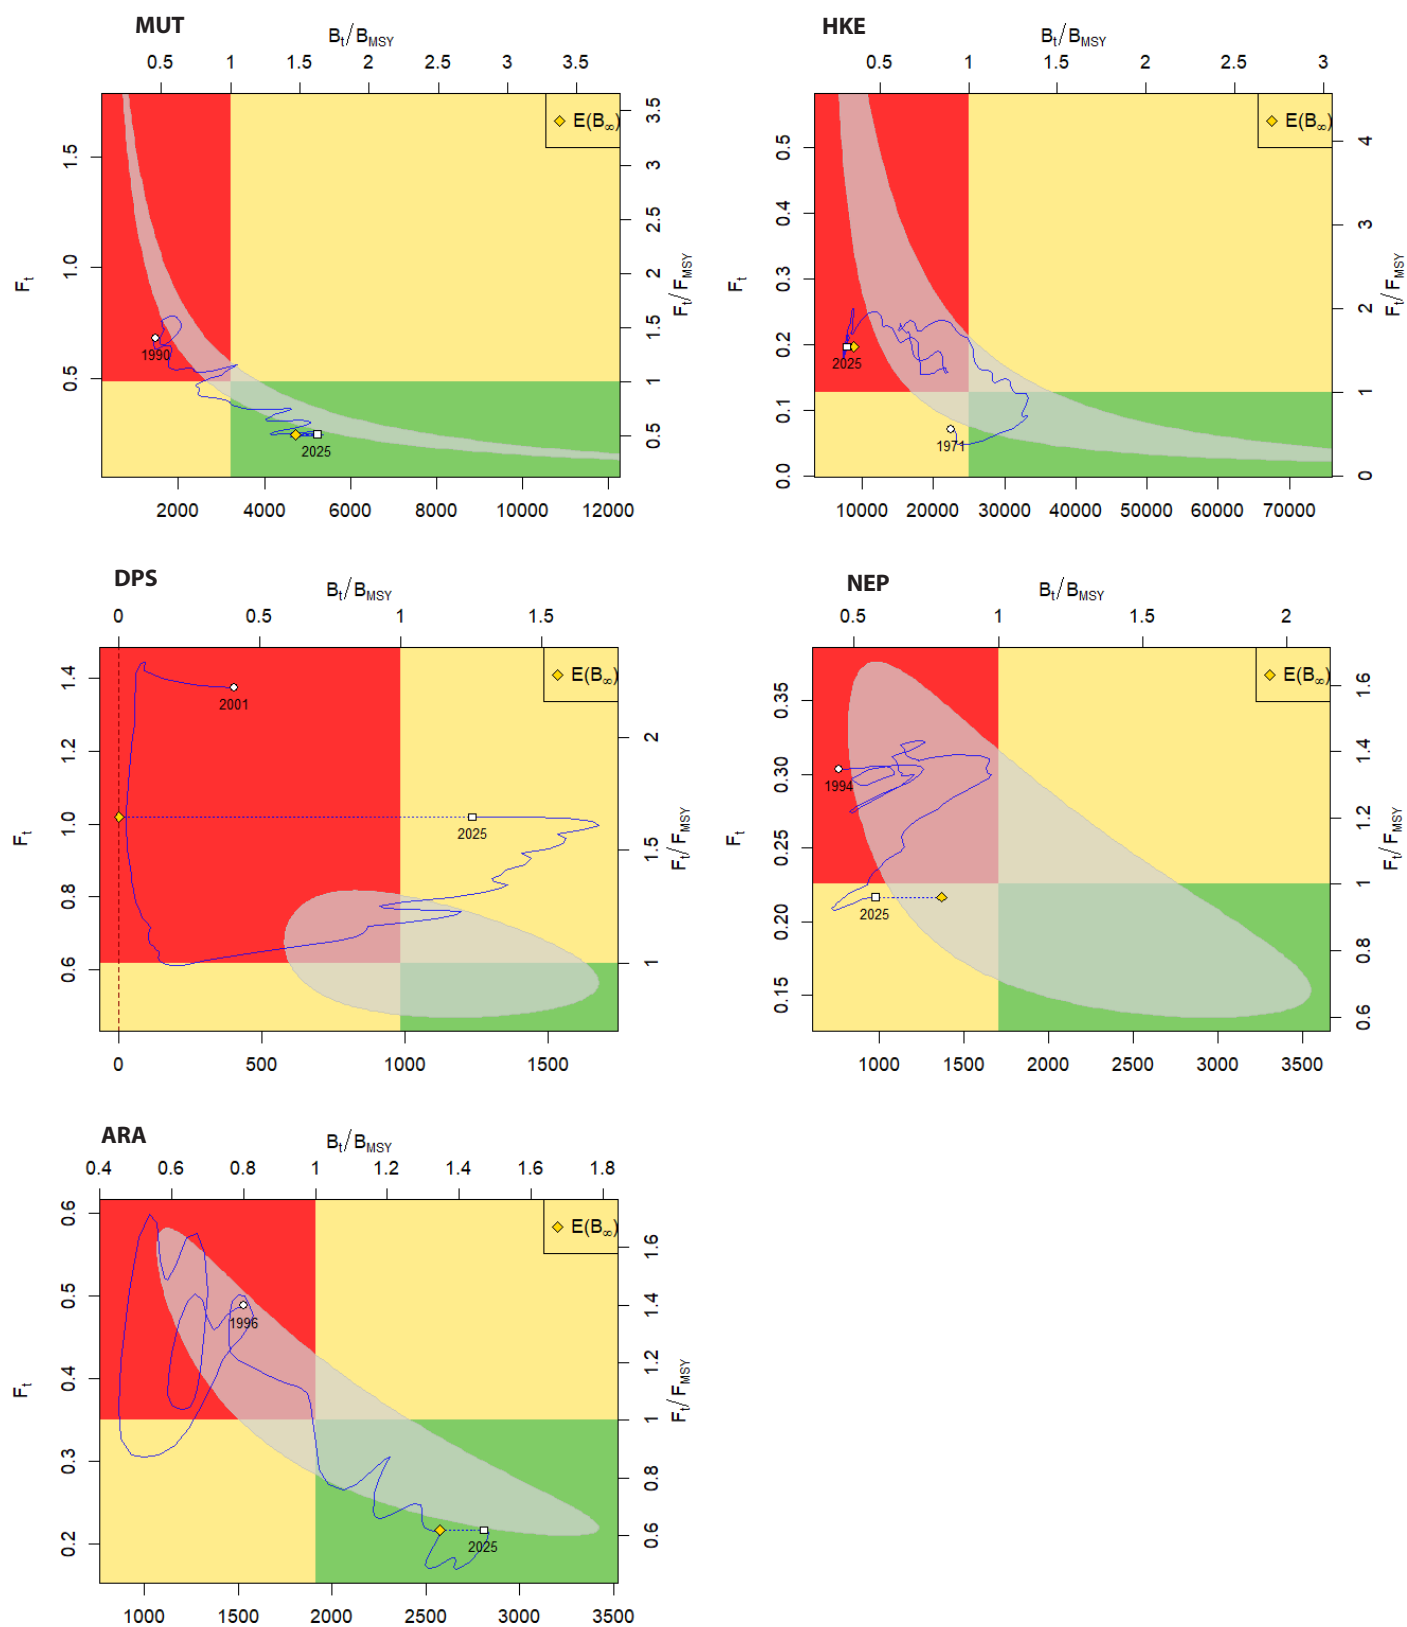 MUT
Bt/BMSY
0.5 1 1.5 2 2.5 3 3.5
E(B∞)
Ft
0.5 1.0 1.5
Ft/FMSY
0.5 1 1.5 2 2.5 3 3.5
1990
2025
2000 4000 6000 8000 10000 12000
HKE
Bt/BMSY
0.5 1 1.5 2 2.5 3
E(B∞)
Ft
0.0 0.1 0.2 0.3 0.4 0.5
Ft/FMSY
0 1 2 3 4
2025
1971
10000 20000 30000 40000 50000 60000 70000
DPS
Bt/BMSY
0 0.5 1 1.5
E(B∞)
Ft
0.6 0.8 1.0 1.2 1.4
Ft/FMSY
1 1.5 2
2001
2025
0 500 1000 1500
NEP
Bt/BMSY
0.5 1 1.5 2
E(B∞)
Ft
0.15 0.20 0.25 0.30 0.35
Ft/FMSY
0.6 0.8 1 1.2 1.4 1.6
1994
2025
1000 1500 2000 2500 3000 3500
ARA
Bt/BMSY
0.4 0.6 0.8 1 1.2 1.4 1.6 1.8
E(B∞)
Ft
0.2 0.3 0.4 0.5 0.6
Ft/FMSY
0.6 0.8 1 1.2 1.4 1.6
1996
2025
1000 1500 2000 2500 3000 3500